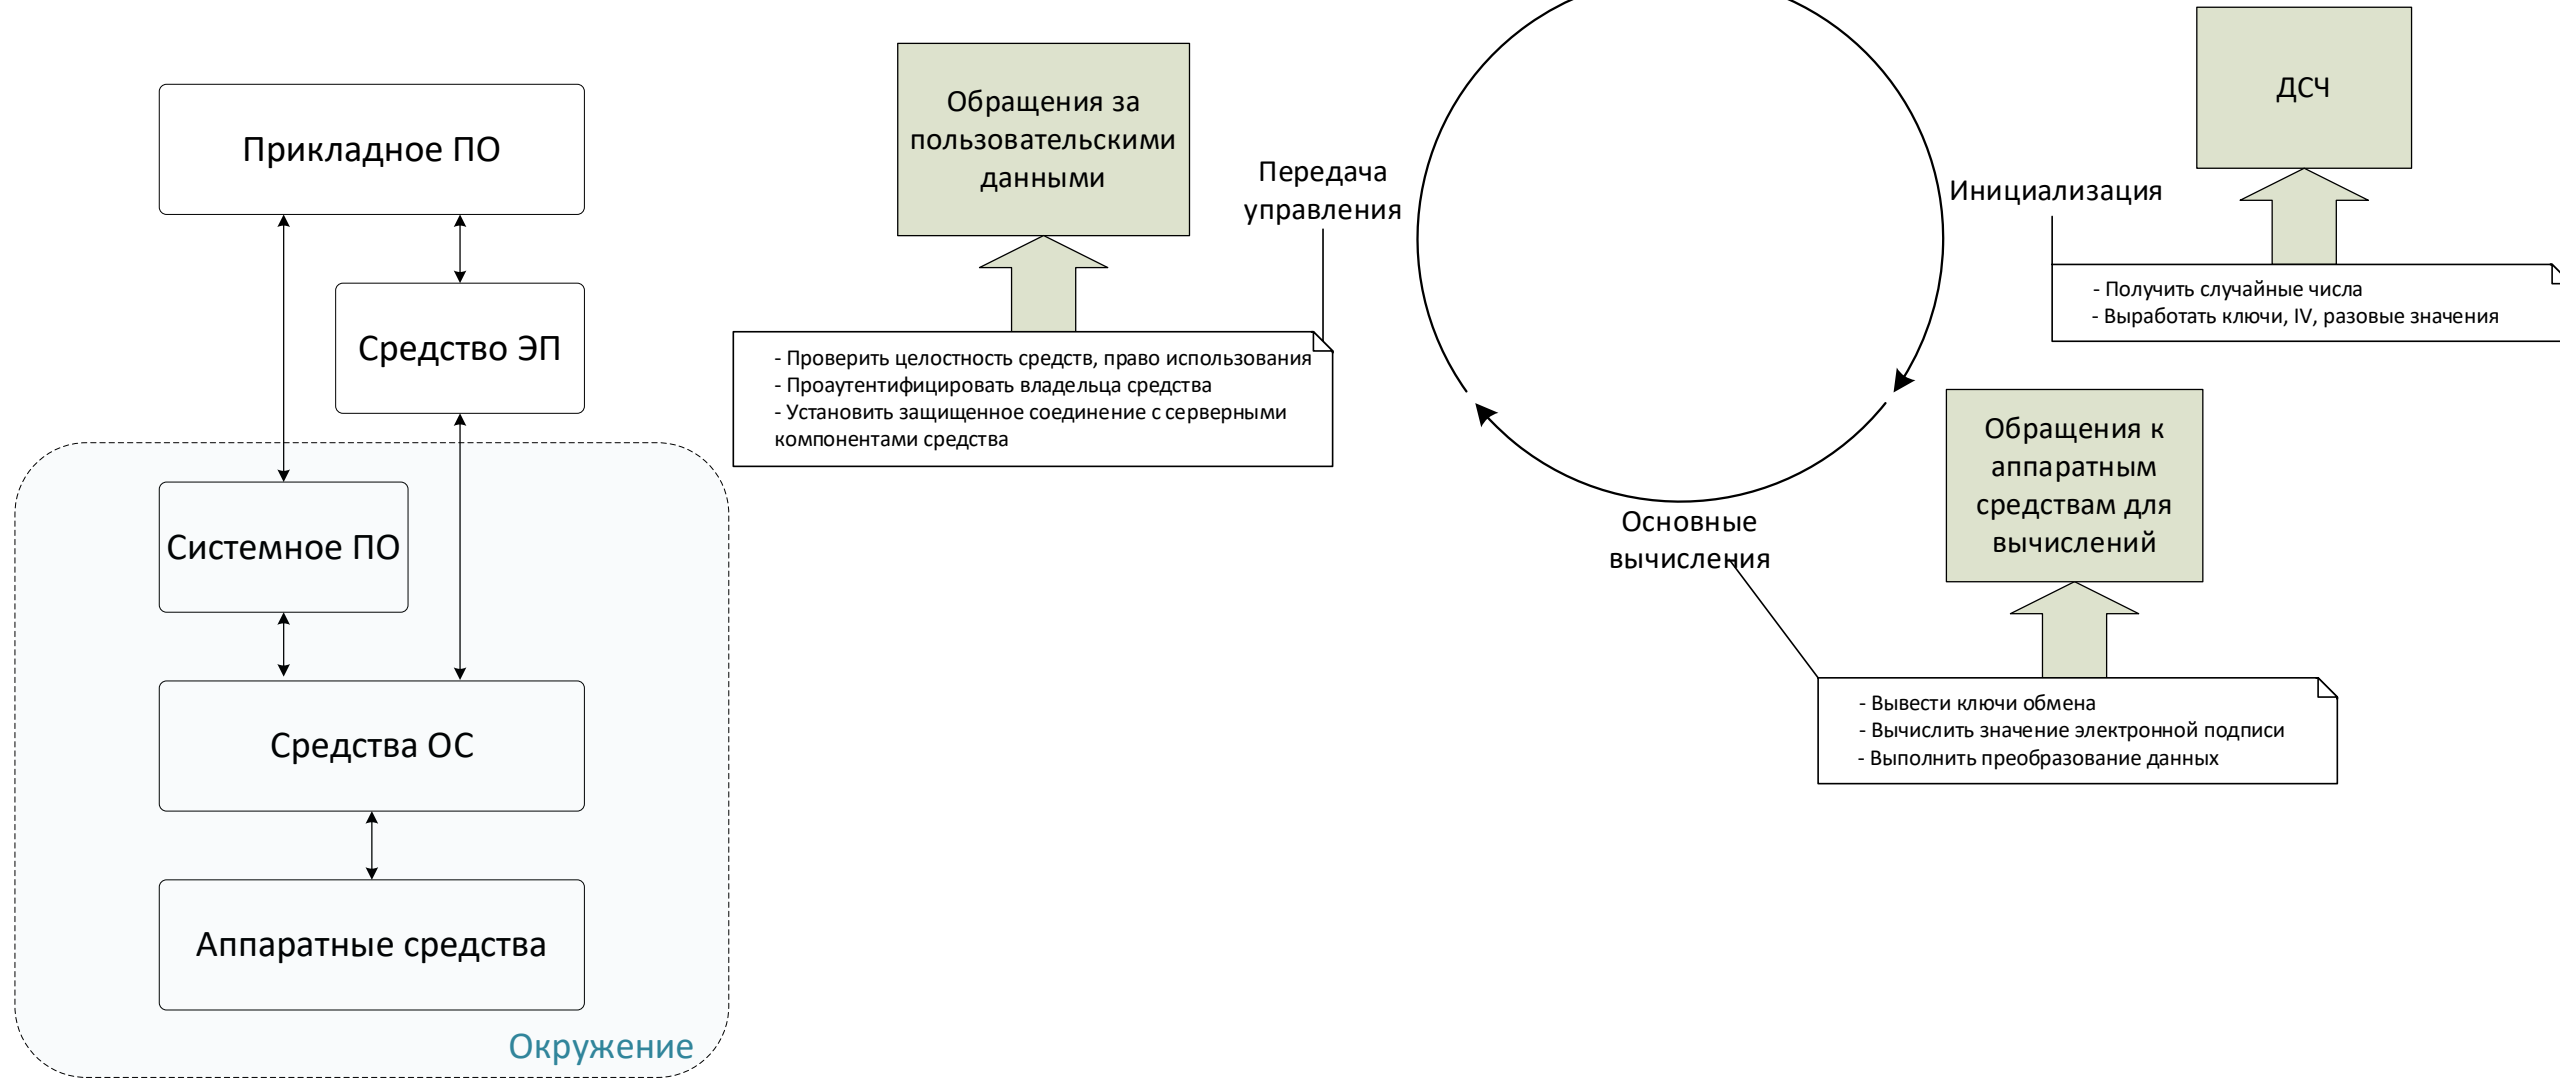 Прикладное ПО
Средство ЭП
Системное ПО
Средства ОС
Аппаратные средства
Окружение
Обращения за
пользовательскими
данными
Передача
управления
- Проверить целостность средств, право использования
- Проаутентифицировать владельца средства
- Установить защищенное соединение с серверными
компонентами средства
ДСЧ
Инициализация
- Получить случайные числа
- Выработать ключи, IV, разовые значения
Обращения к
аппаратным
средствам для
вычислений
Основные
вычисления
- Вывести ключи обмена
- Вычислить значение электронной подписи
- Выполнить преобразование данных